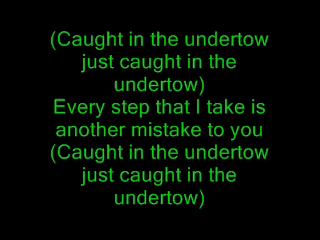 (Caught in the undertow
just caught in the
undertow)
Every step that I take is
another mistake to you
(Caught in the undertow
just caught in the
undertow)